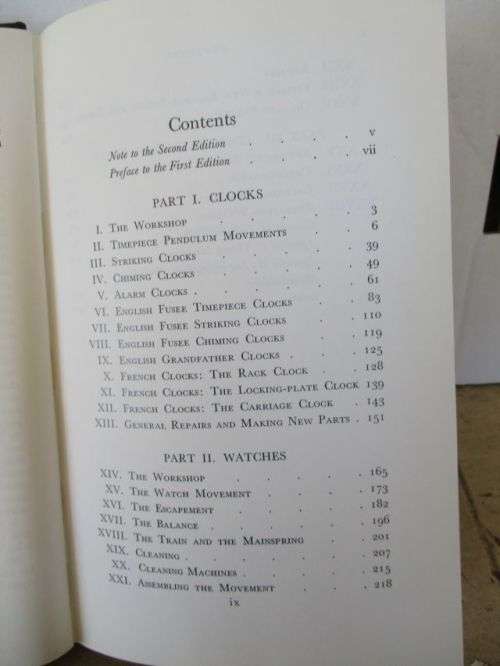 Contents
Note to the Second Edition . . . . v
Preface to the First Edition . . . . vii
PART I. CLOCKS
I. The Workshop . . . . . 3
II. Timepiece Pendulum Movements . . 6
III. Striking Clocks . . . . 39
IV. Chiming Clocks . . . . 49
V. Alarm Clocks . . . . . 61
VI. English Fusee Timepiece Clocks . . 83
VII. English Fusee Striking Clocks . . 110
VIII. English Fusee Chiming Clocks . . 119
IX. English Grandfather Clocks . . . 125
X. French Clocks: The Rack Clock . . 128
XI. French Clocks: The Locking-plate Clock 139
XII. French Clocks: The Carriage Clock . 143
XIII. General Repairs and Making New Parts . 151
PART II. WATCHES
XIV. The Workshop . . . . . 165
XV. The Watch Movement . . . . 173
XVI. The Escapement . . . . 182
XVII. The Balance . . . . . 196
XVIII. The Train and the Mainspring . . 201
XIX. Cleaning . . . . . 207
XX. Cleaning Machines . . . . 215
XXI. Assembling the Movement . . . 218
ix